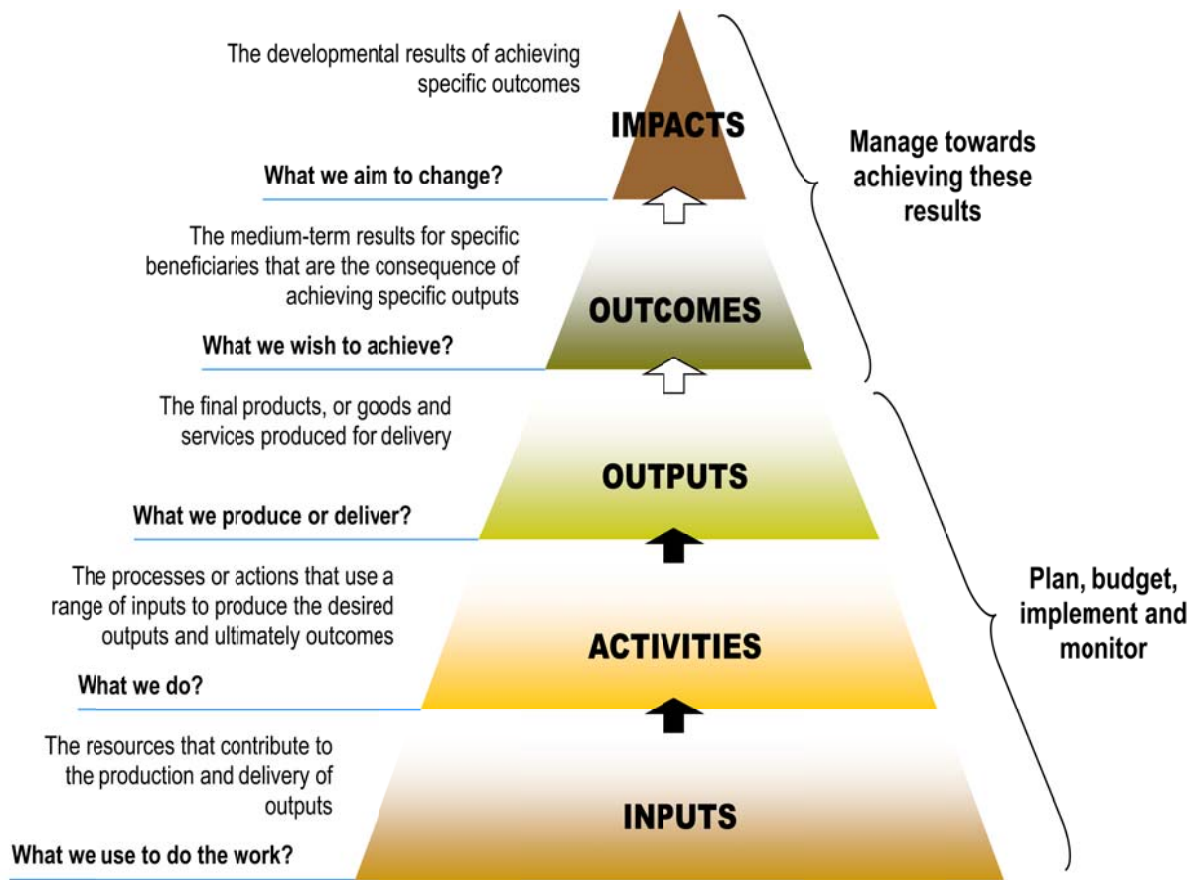 The developmental results of achieving
specific outcomes
IMPACTS
What we aim to change?
Manage towards
achieving these
results
The medium-term results for specific
beneficiaries that are the consequence of
achieving specific outputs
OUTCOMES
What we wish to achieve?
The final products, or goods and
services produced for delivery
OUTPUTS
What we produce or deliver?
The processes or actions that use a
range of inputs to produce the desired
outputs and ultimately outcomes
ACTIVITIES
What we do?
Plan, budget,
implement and
monitor
The resources that contribute to
the production and delivery of
outputs
INPUTS
What we use to do the work?